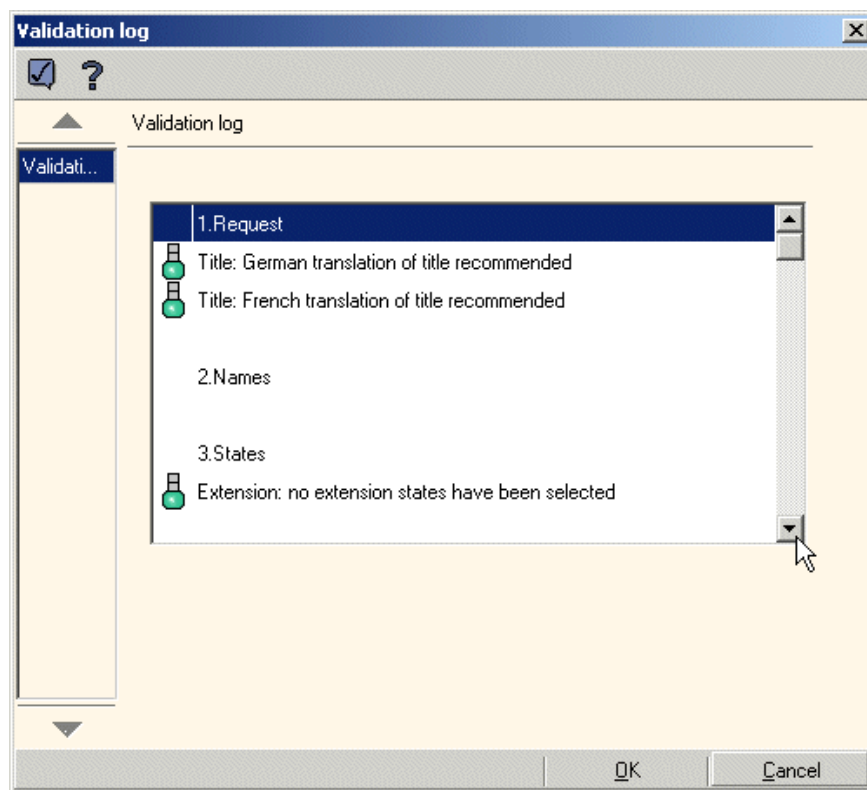 Validation log
?
Validation log
Validati...
1.Request
Title: German translation of title recommended
Title: French translation of title recommended
2.Names
3.States
Extension: no extension states have been selected
OK
Cancel